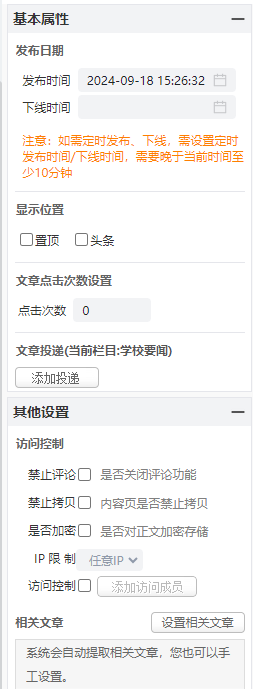 基本属性
发布日期
发布时间 2024-09-18 15:26:32
下线时间
注意：如需定时发布、下线，需设置定时
发布时间/下线时间，需要晚于当前时间至
少10分钟
显示位置
置顶 头条
文章点击次数设置
点击次数 0
文章投递(当前栏目:学校要闻)
添加投递
其他设置
访问控制
禁止评论 是否关闭评论功能
禁止拷贝 内容页是否禁止拷贝
是否加密 是否对正文加密存储
IP 限 制 任意IP
访问控制 添加访问成员
相关文章 设置相关文章
系统会自动提取相关文章，您也可以手
工设置。